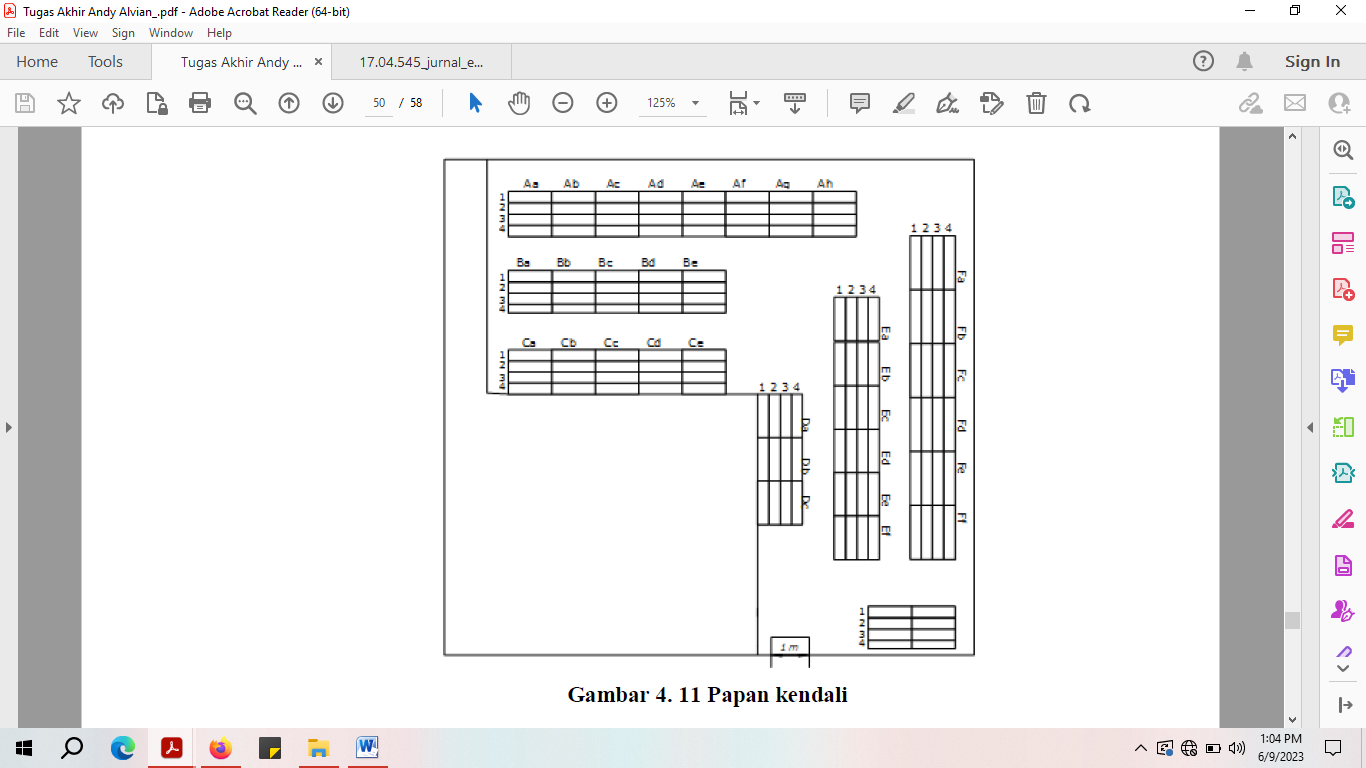 Tugas Akhir Andy Alvian_.pdf - Adobe Acrobat Reader (64-bit)
File Edit View Sign Window Help
Home Tools Tugas Akhir Andy ... × 17.04.545_jurnal_e... Sign In
50 / 58 125%
Aa Ab Ac Ad Ae Af Ag Ah
1
2
3
4
1 2 3 4
Fa
Fb
Fc
Fd
Fe
Ff
Ba Bb Bc Bd Be
1
2
3
4
1 2 3 4
Ea
Eb
Ec
Ed
Ee
Ef
Ca Cb Cc Cd Ce
1
2
3
4
1 2 3 4
Da
Db
Dc
1
2
3
4
1 m
Gambar 4. 11 Papan kendali
1:04 PM
6/9/2023